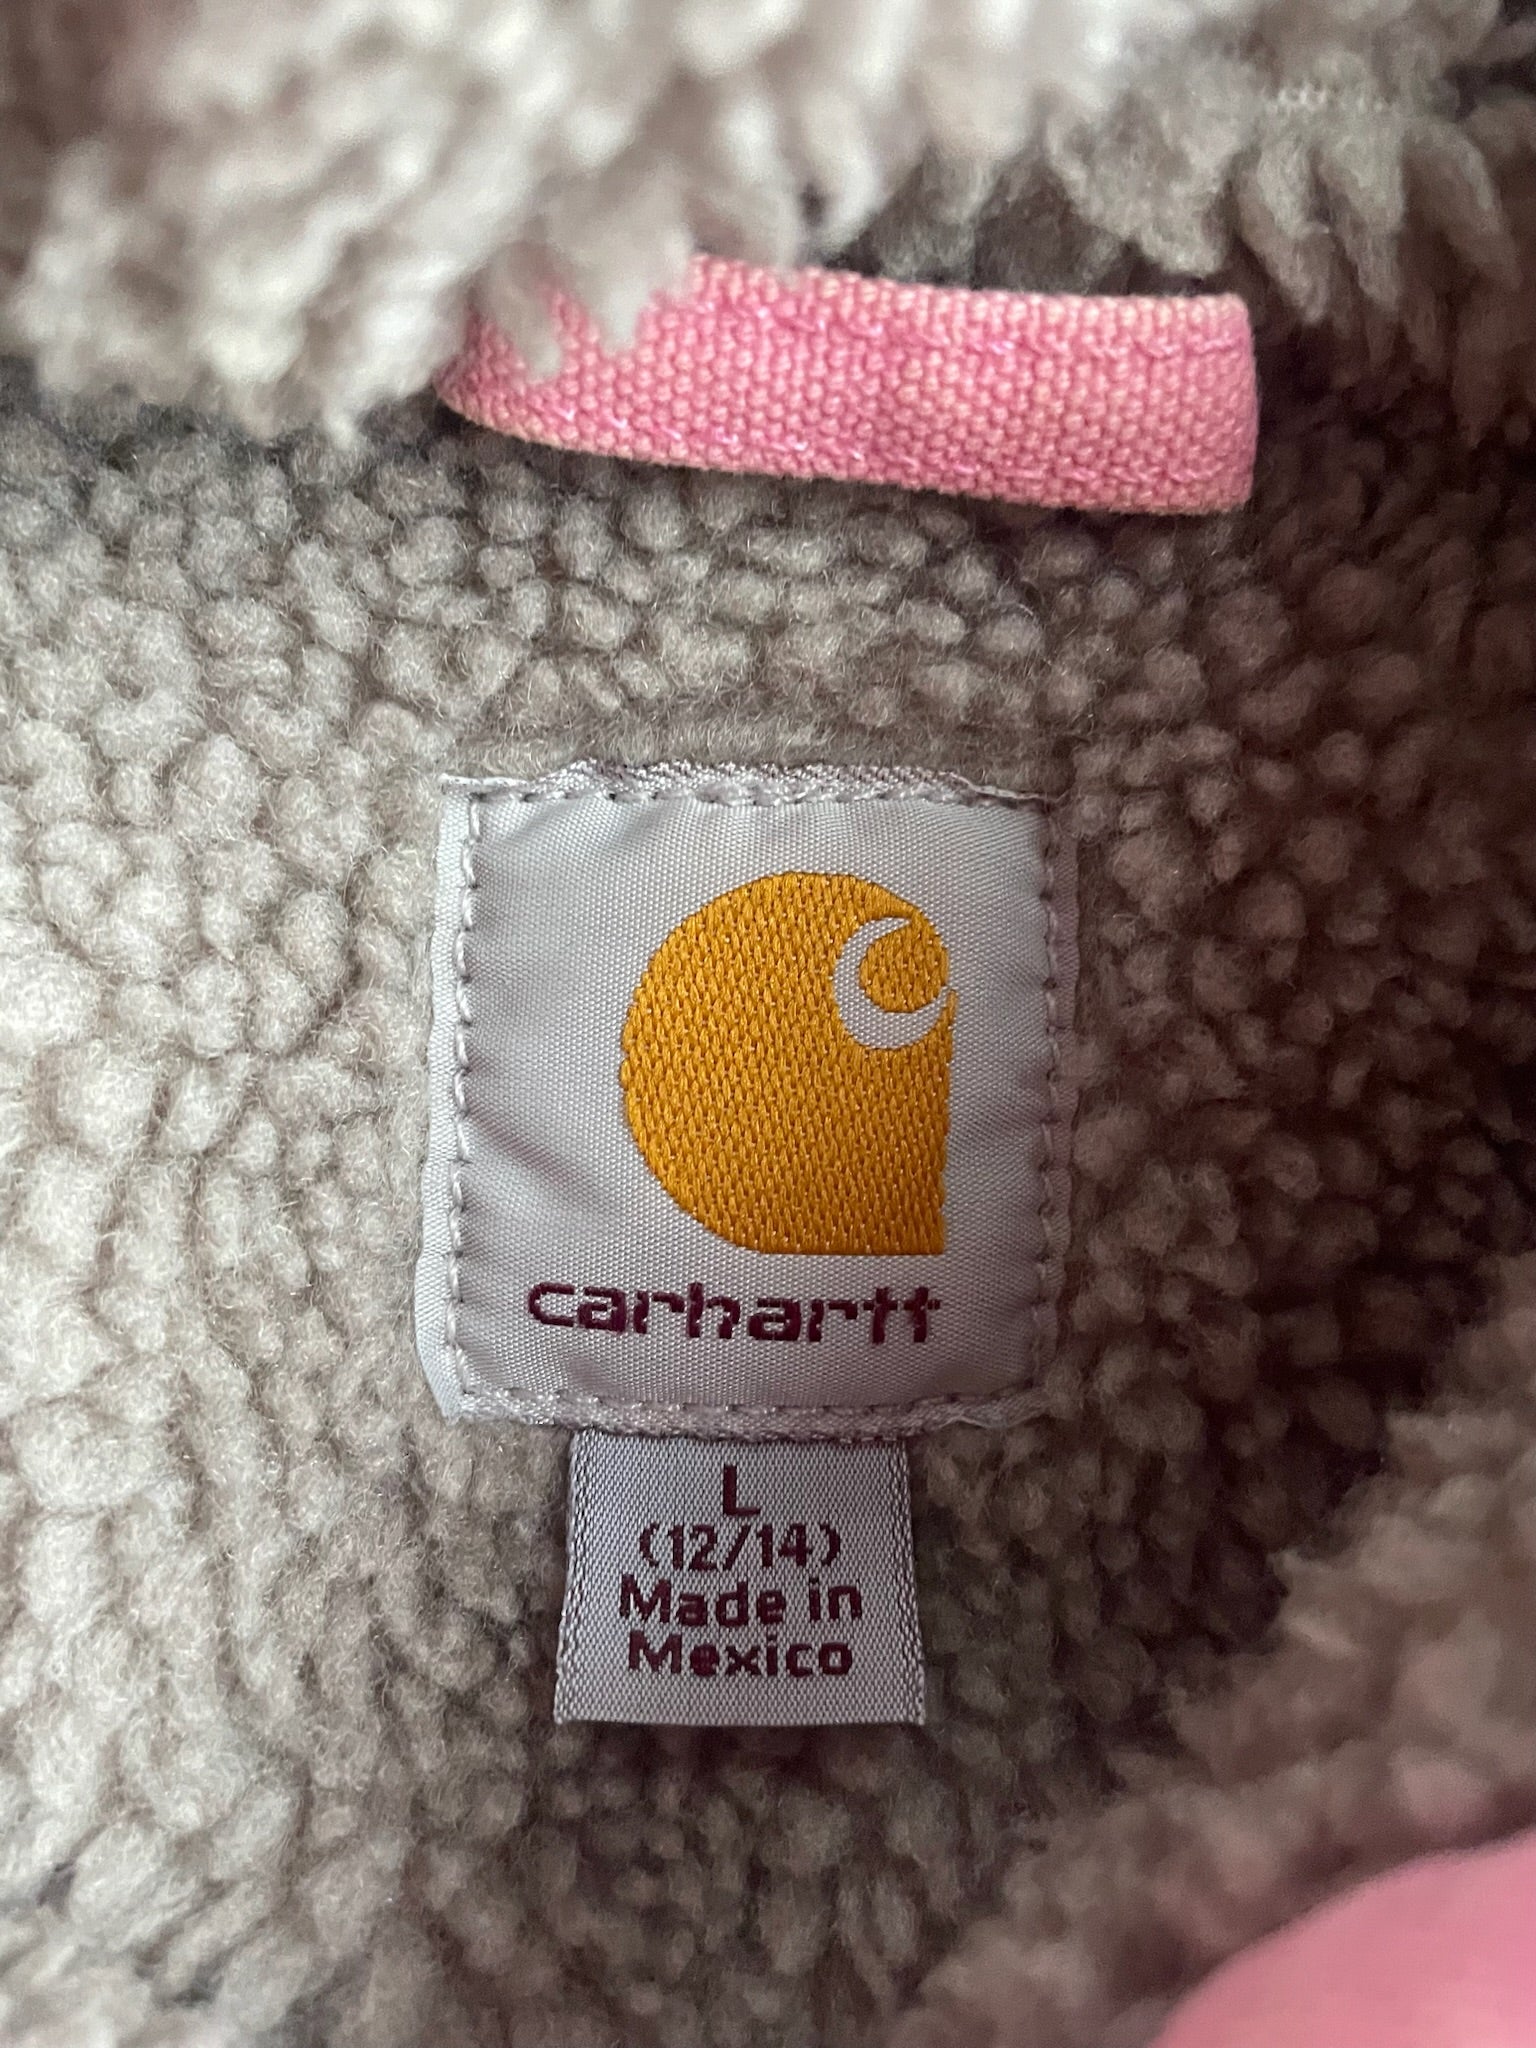 carhartt
L
(12/14)
Made in
Mexico